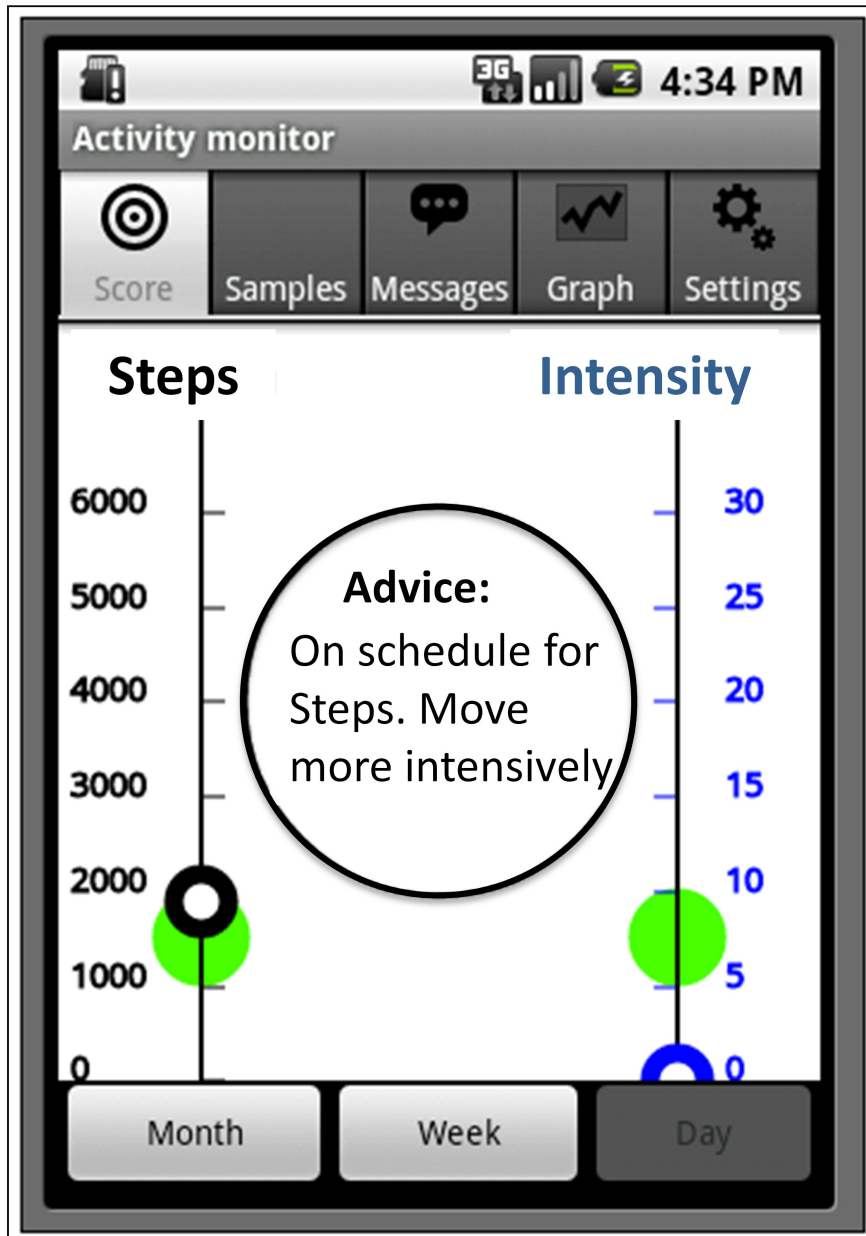 3G 4:34 PM
Activity monitor
Score Samples Messages Graph Settings
Steps Intensity
6000 30
5000 25
4000 20
3000 15
2000 10
1000 5
0 0
Advice:
On schedule for
Steps. Move
more intensively
Month Week Day